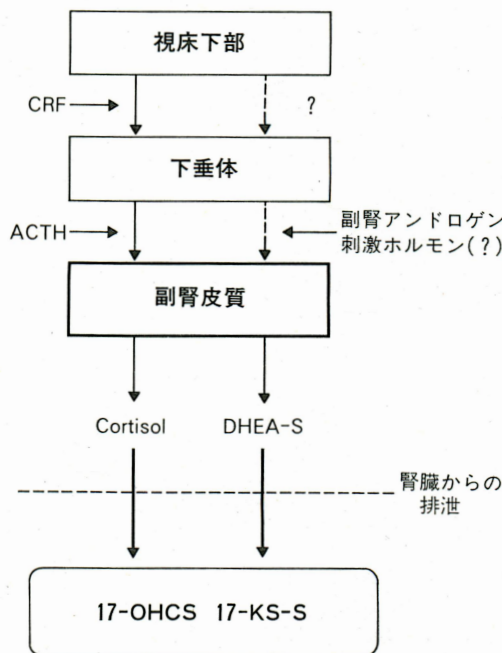 視床下部
CRF
?
下垂体
ACTH
副腎アンドロゲン
刺激ホルモン(?)
副腎皮質
Cortisol DHEA-S
腎臓からの
排泄
17-OHCS 17-KS-S